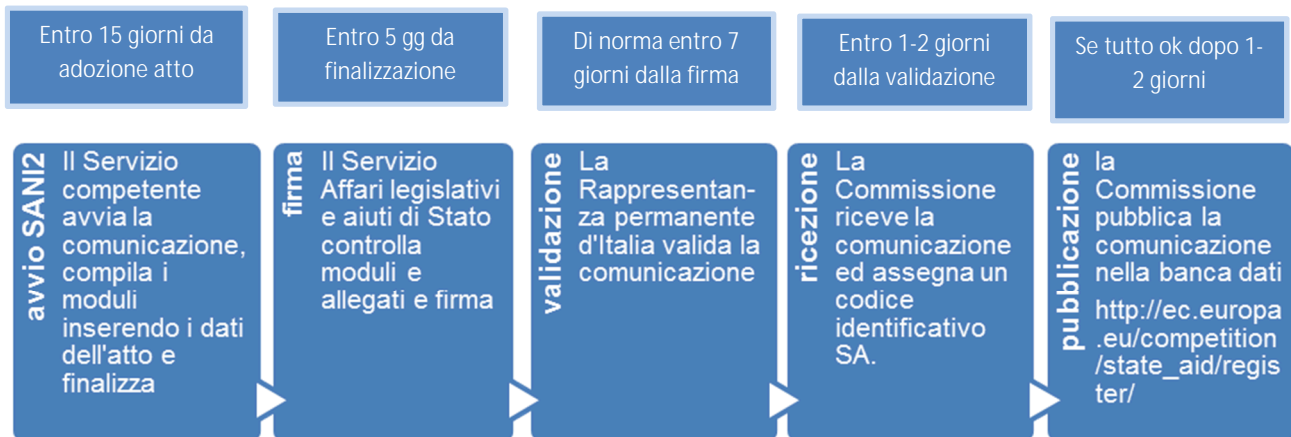 Entro 15 giorni da
adozione atto
Entro 5 gg da
finalizzazione
Di norma entro 7
giorni dalla firma
Entro 1-2 giorni
dalla validazione
Se tutto ok dopo 1-
2 giorni
avvio SANI2
Il Servizio
competente
avvia la
comunicazione,
compila i
moduli
inserendo i dati
dell'atto e
finalizza
firma
Il Servizio
Affari legislativi
e aiuti di Stato
controlla
moduli e
allegati e firma
validazione
La
Rappresentan-
za permanente
d'Italia valida la
comunicazione
ricezione
La
Commissione
riceve la
comunicazione
ed assegna un
codice
identificativo
SA.
pubblicazione
la
Commissione
pubblica la
comunicazione
nella banca dati
http://ec.europa
.eu/competition
/state_aid/regis
ter/